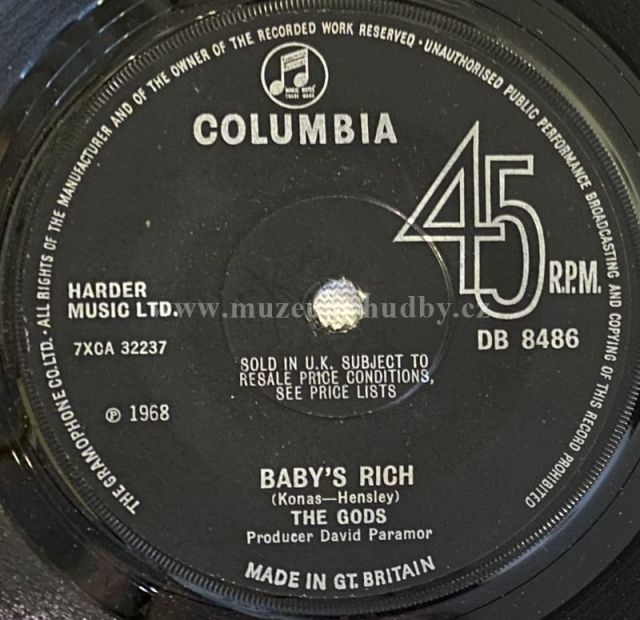 THE GRAMOPHONE CO. LTD. · ALL RIGHTS OF THE MANUFACTURER AND OF THE OWNER OF THE RECORDED WORK RESERVED · UNAUTHORISED PUBLIC PERFORMANCE BROADCASTING AND COPYING OF THIS RECORD PROHIBITED
COLUMBIA
45
R.P.M.
HARDER
MUSIC LTD.
DB 8486
7XCA 32237
SOLD IN U.K. SUBJECT TO
RESALE PRICE CONDITIONS,
SEE PRICE LISTS
℗ 1968
BABY'S RICH
(Konas—Hensley)
THE GODS
Producer David Paramor
MADE IN GT. BRITAIN
www.muzeumhudby.cz